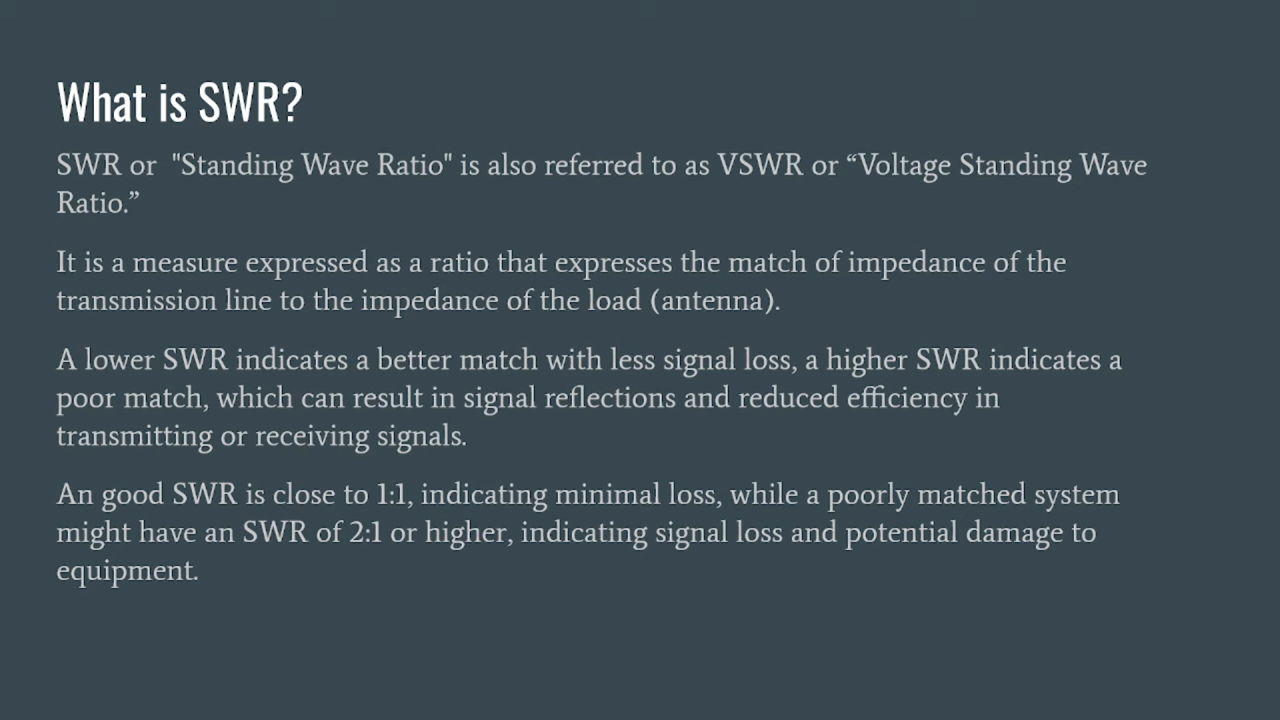 What is SWR?
SWR or  "Standing Wave Ratio" is also referred to as VSWR or “Voltage Standing Wave
Ratio.”
It is a measure expressed as a ratio that expresses the match of impedance of the
transmission line to the impedance of the load (antenna).
A lower SWR indicates a better match with less signal loss, a higher SWR indicates a
poor match, which can result in signal reflections and reduced efficiency in
transmitting or receiving signals.
An good SWR is close to 1:1, indicating minimal loss, while a poorly matched system
might have an SWR of 2:1 or higher, indicating signal loss and potential damage to
equipment.